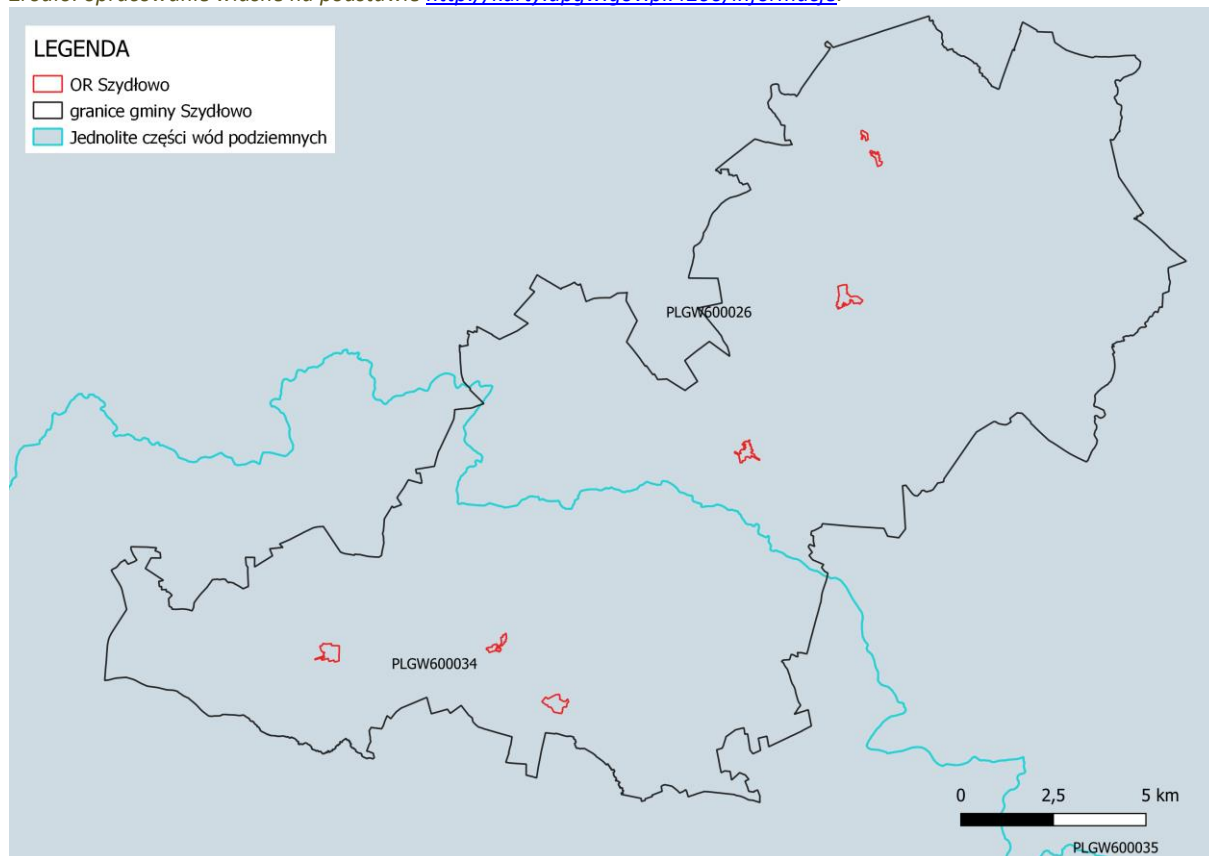 LEGENDA
OR Szydłowo
granice gminy Szydłowo
Jednolite części wód podziemnych
PLGW600026
PLGW600034
0 2,5 5 km
PLGW600035